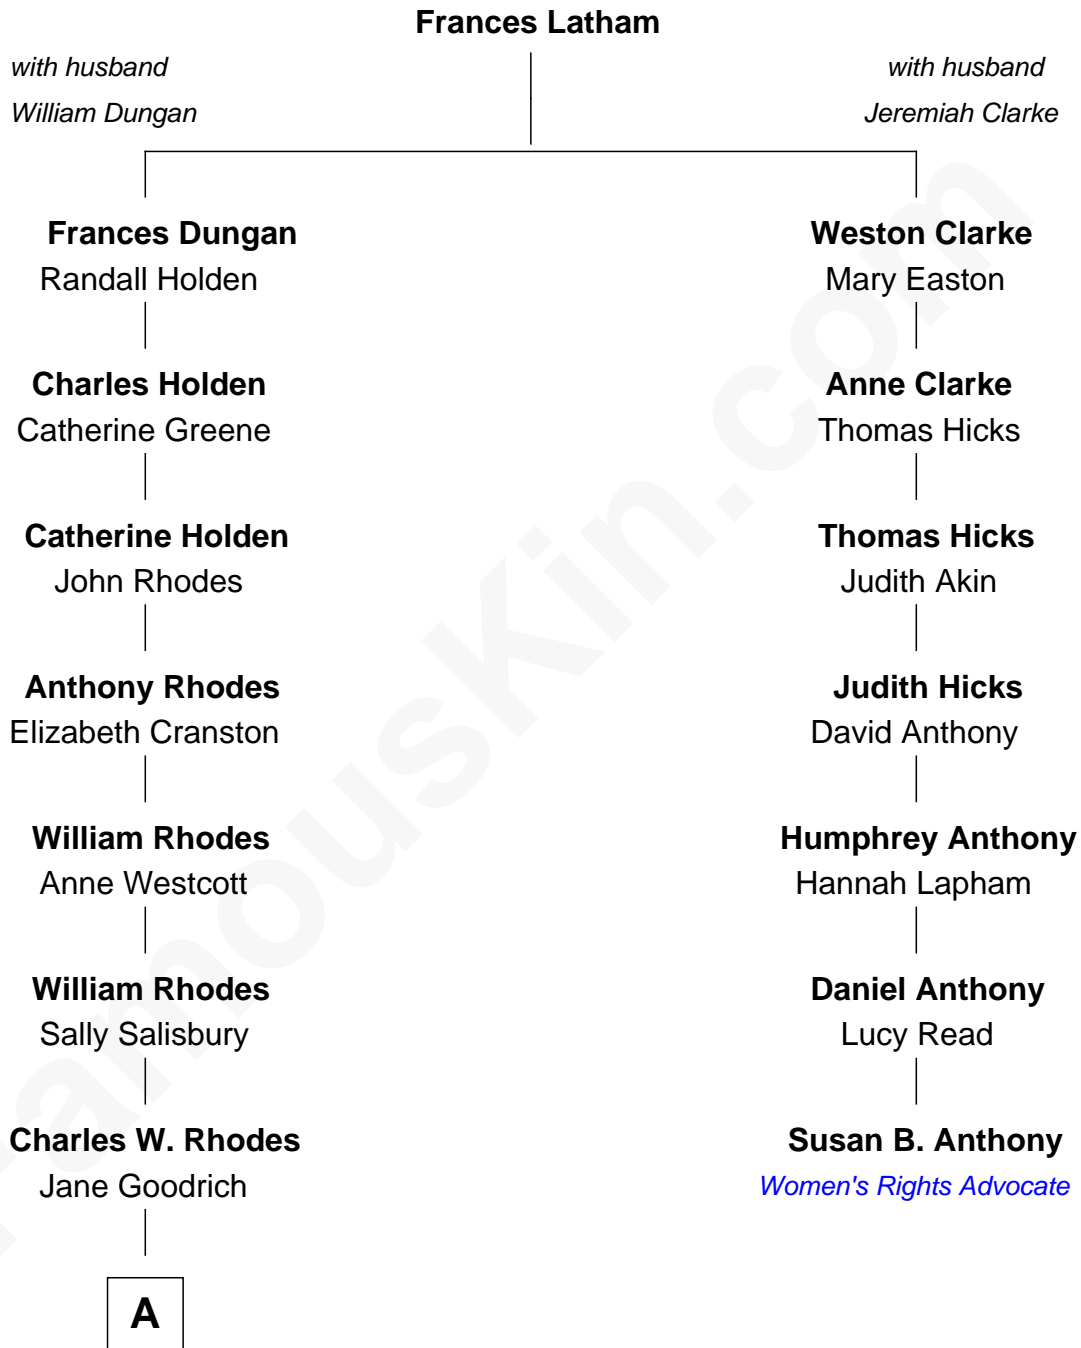 Frances Latham
with husband
William Dungan
with husband
Jeremiah Clarke
Frances Dungan
Randall Holden
Weston Clarke
Mary Easton
Charles Holden
Catherine Greene
Anne Clarke
Thomas Hicks
Catherine Holden
John Rhodes
Thomas Hicks
Judith Akin
Anthony Rhodes
Elizabeth Cranston
Judith Hicks
David Anthony
William Rhodes
Anne Westcott
Humphrey Anthony
Hannah Lapham
William Rhodes
Sally Salisbury
Daniel Anthony
Lucy Read
Charles W. Rhodes
Jane Goodrich
Susan B. Anthony
Women's Rights Advocate
A
FamousKin.com